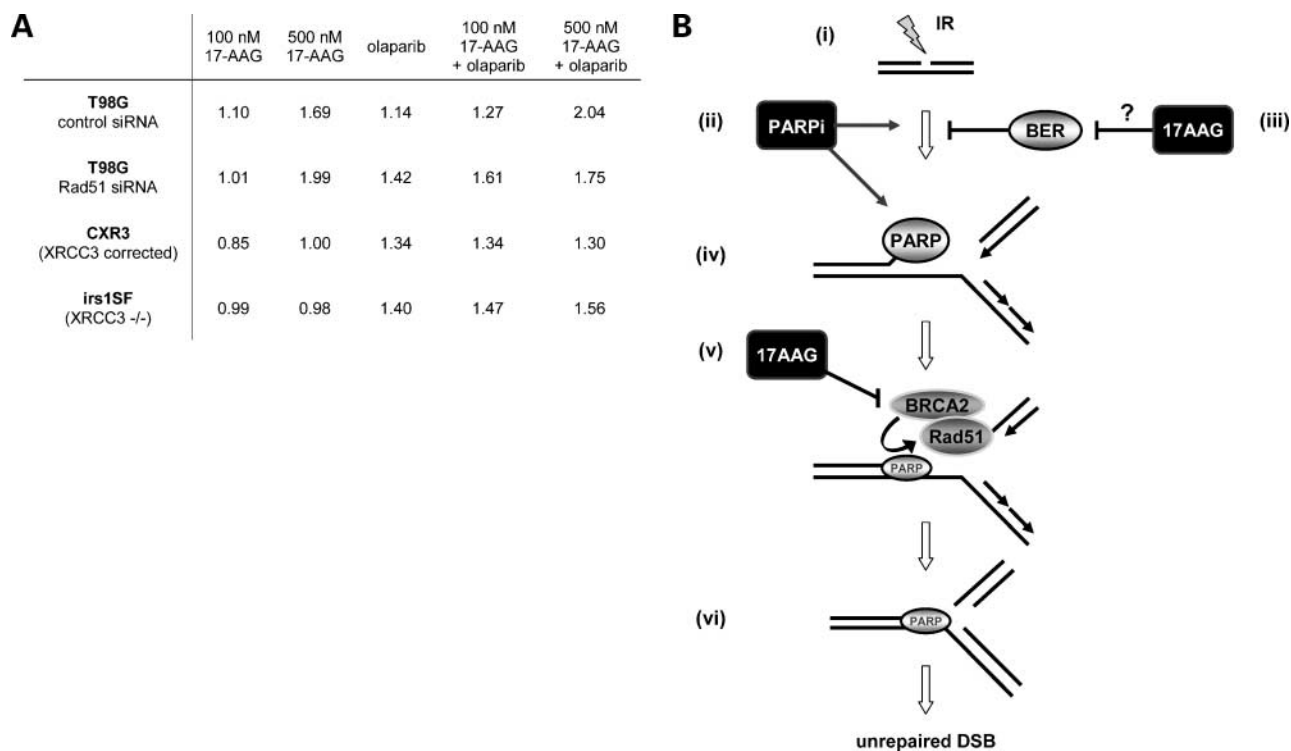 A
100 nM 17-AAG
500 nM 17-AAG
olaparib
100 nM 17-AAG + olaparib
500 nM 17-AAG + olaparib
T98G
control siRNA
1.10 1.69 1.14 1.27 2.04
T98G
Rad51 siRNA
1.01 1.99 1.42 1.61 1.75
CXR3
(XRCC3 corrected)
0.85 1.00 1.34 1.34 1.30
irs1SF
(XRCC3 -/-)
0.99 0.98 1.40 1.47 1.56
B
(i)
IR
(ii)
PARPi
BER
?
17AAG
(iii)
(iv)
PARP
(v)
17AAG
BRCA2
Rad51
PARP
(vi)
PARP
unrepaired DSB